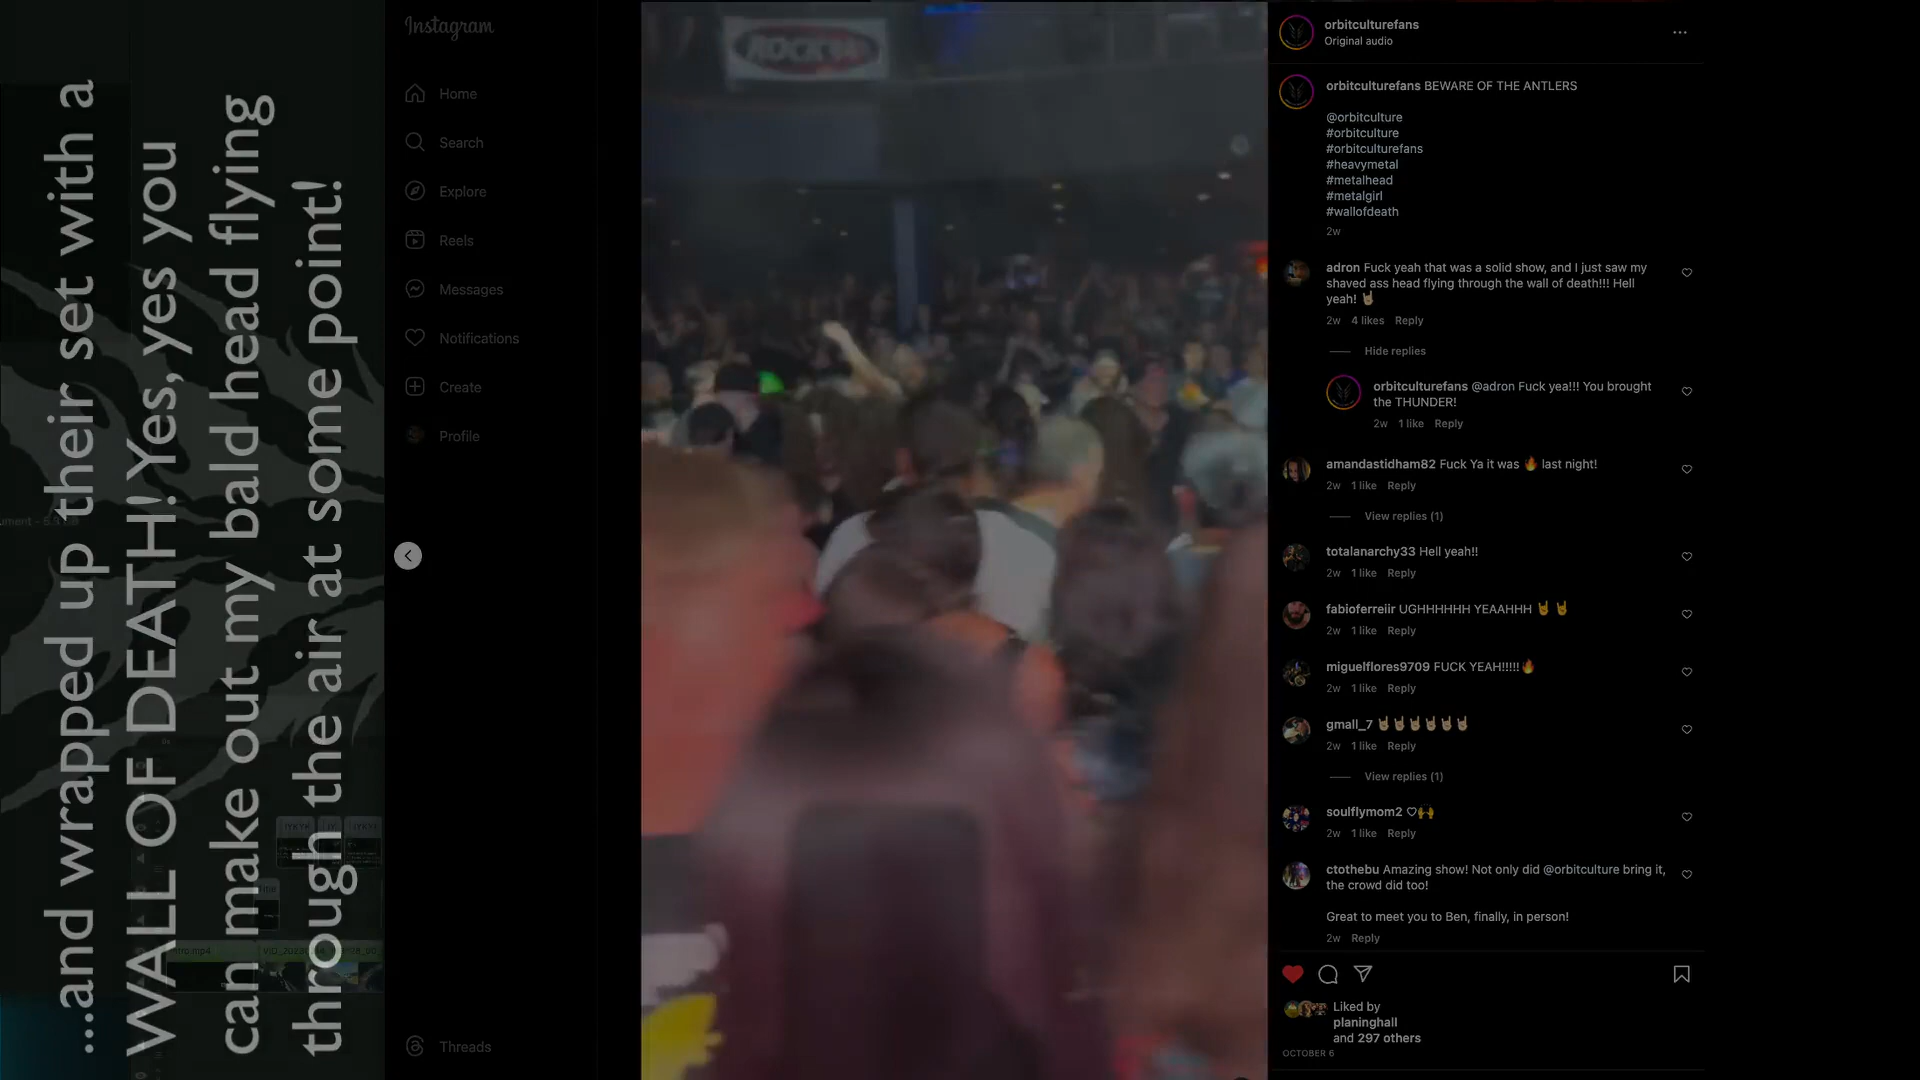 ...and wrapped up their set with a
WALL OF DEATH! Yes, yes you
can make out my bald head flying
through the air at some point!
Instagram
Home
Search
Explore
Reels
Messages
Notifications
Create
Profile
Threads
ROCK
orbitculturefans
Original audio
orbitculturefans BEWARE OF THE ANTLERS
@orbitculture
#orbitculture
#orbitculturefans
#heavymetal
#metalhead
#metalgirl
#wallofdeath
2w
adron Fuck yeah that was a solid show, and I just saw my
shaved ass head flying through the wall of death!!! Hell
yeah! 🤘🏼
2w 4 likes Reply
Hide replies
orbitculturefans @adron Fuck yea!!! You brought
the THUNDER!
2w 1 like Reply
amandastidham82 Fuck Ya it was 🔥 last night!
2w 1 like Reply
View replies (1)
totalanarchy33 Hell yeah!!
2w 1 like Reply
fabioferreiir UGHHHHHH YEAAHHH 🤘 🤘
2w 1 like Reply
miguelflores9709 FUCK YEAH!!!!!🔥
2w 1 like Reply
gmall_7 🤘🏼🤘🏼🤘🏼🤘🏼🤘🏼🤘🏼
2w 1 like Reply
View replies (1)
soulflymom2 🤍🙌
2w 1 like Reply
ctothebu Amazing show! Not only did @orbitculture bring it,
the crowd did too!
Great to meet you to Ben, finally, in person!
2w Reply
Liked by
planinghall
and 297 others
OCTOBER 6